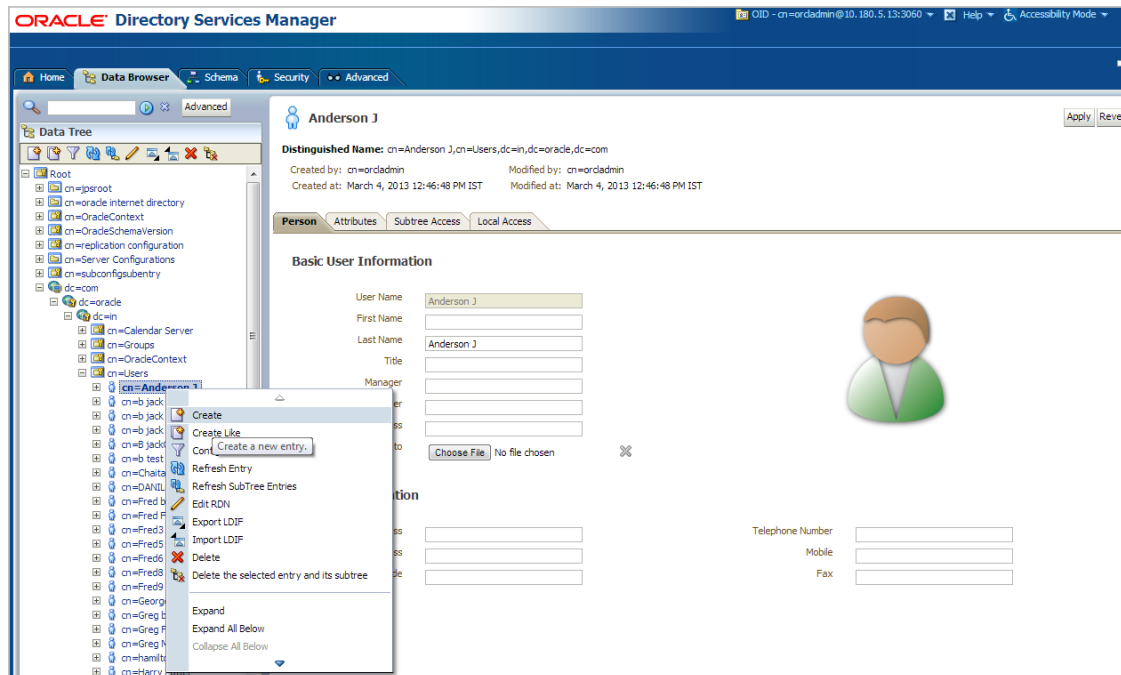 ORACLE Directory Services Manager
OID - cn=orcladmin@10.180.5.13:3060 Help Accessibility Mode
Home Data Browser Schema Security Advanced
Advanced
Data Tree
Root
cn=jpsroot
cn=oracle internet directory
cn=OracleContext
cn=OracleSchemaVersion
cn=replication configuration
cn=Server Configurations
cn=subconfigsubentry
dc=com
dc=oracle
dc=in
cn=Calendar Server
cn=Groups
cn=OracleContext
cn=Users
cn=Anderson J
cn=b jack
cn=b jack
cn=b jack
cn=B jack
cn=b test
cn=Chaita
cn=DANIL
cn=Fred b
cn=Fred F
cn=Fred3
cn=Fred5
cn=Fred6
cn=Fred8
cn=Fred9
cn=Georg
cn=Greg b
cn=Greg F
cn=Greg M
cn=hamilt
cn=Harry
Create
Create Like
Create a new entry.
Refresh Entry
Refresh SubTree Entries
Edit RDN
Export LDIF
Import LDIF
Delete
Delete the selected entry and its subtree
Expand
Expand All Below
Collapse All Below
Anderson J
Apply Reve
Distinguished Name: cn=Anderson J,cn=Users,dc=in,dc=oracle,dc=com
Created by: cn=orcladmin Modified by: cn=orcladmin
Created at: March 4, 2013 12:46:48 PM IST Modified at: March 4, 2013 12:46:48 PM IST
Person Attributes Subtree Access Local Access
Basic User Information
User Name Anderson J
First Name
Last Name Anderson J
Title
Manager
er
ss
to Choose File No file chosen
ation
ss Telephone Number
ss Mobile
de Fax